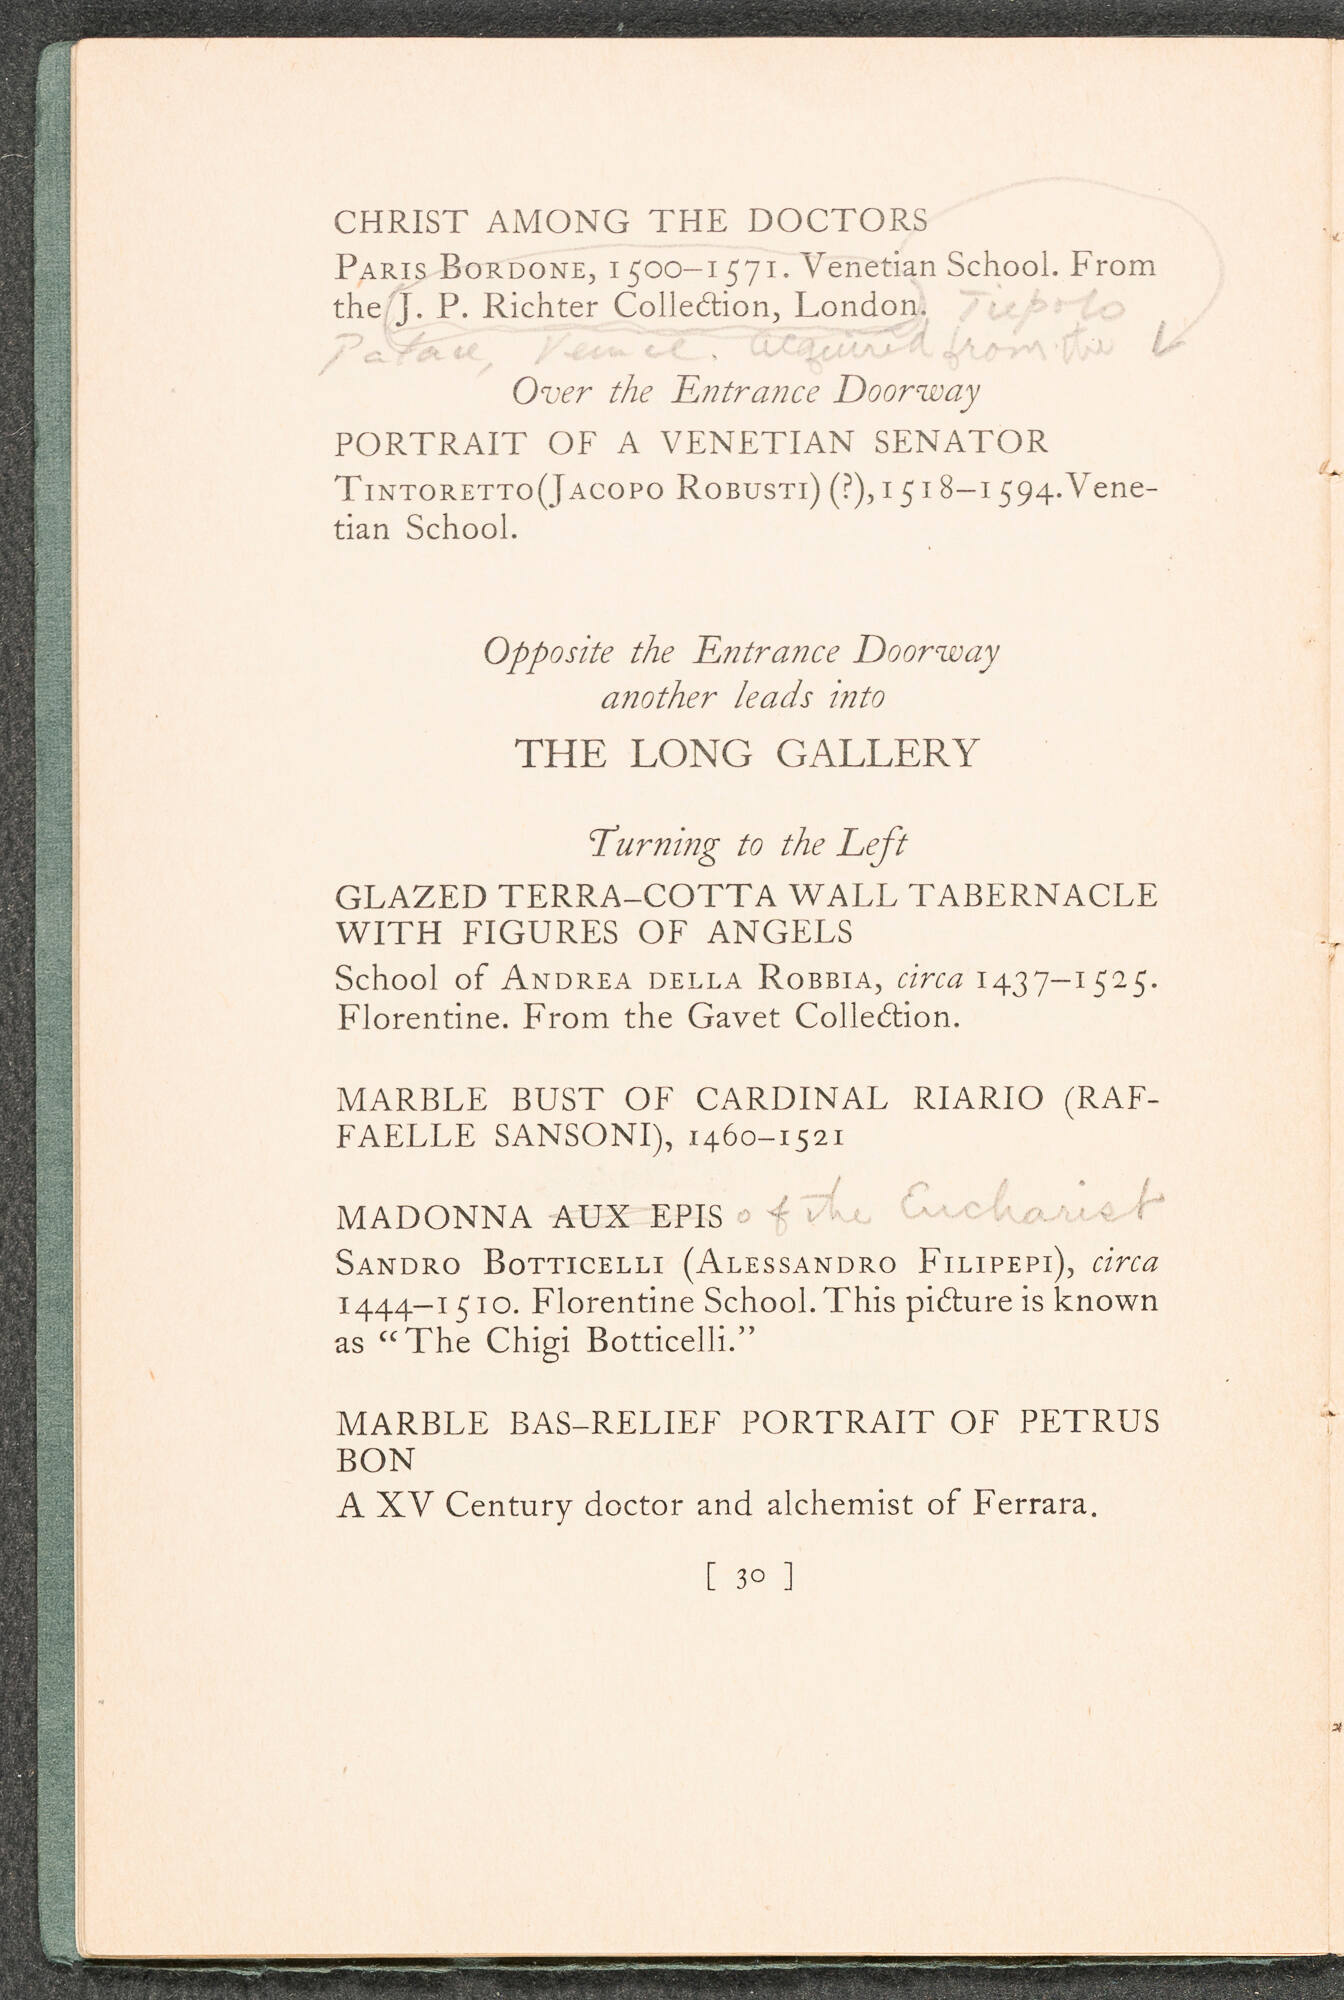 CHRIST AMONG THE DOCTORS
PARIS BORDONE, 1500–1571. Venetian School. From
the J. P. Richter Collection, London. Tiepolo
Palace, Venice. Acquired from the
Over the Entrance Doorway
PORTRAIT OF A VENETIAN SENATOR
TINTORETTO (JACOPO ROBUSTI) (?), 1518–1594. Vene-
tian School.
Opposite the Entrance Doorway
another leads into
THE LONG GALLERY
Turning to the Left
GLAZED TERRA-COTTA WALL TABERNACLE
WITH FIGURES OF ANGELS
School of ANDREA DELLA ROBBIA, circa 1437–1525.
Florentine. From the Gavet Collection.
MARBLE BUST OF CARDINAL RIARIO (RAF-
FAELLE SANSONI), 1460–1521
MADONNA AUX EPIS of the Eucharist
SANDRO BOTTICELLI (ALESSANDRO FILIPEPI), circa
1444–1510. Florentine School. This picture is known
as “The Chigi Botticelli.”
MARBLE BAS-RELIEF PORTRAIT OF PETRUS
BON
A XV Century doctor and alchemist of Ferrara.
[ 30 ]